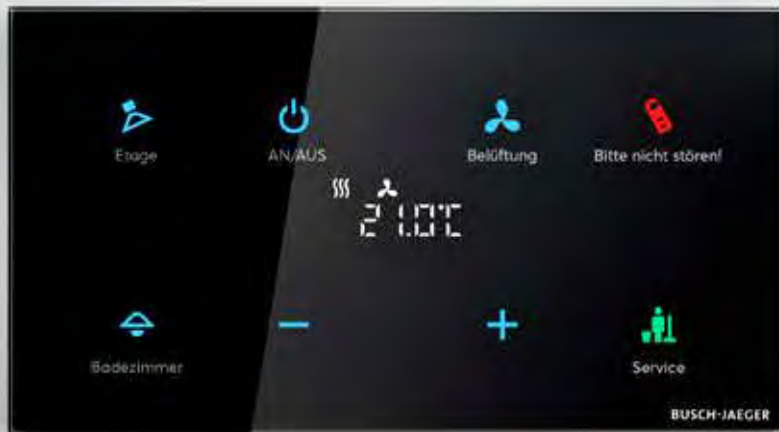 Etage
AN/AUS
Belüftung
Bitte nicht stören!
21.0°C
Badezimmer
Service
BUSCH-JAEGER